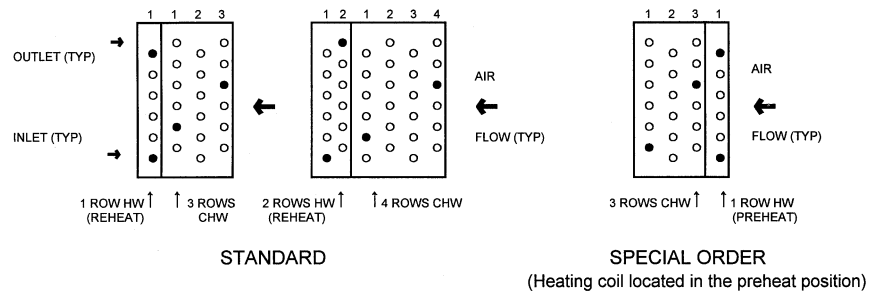 1 1 2 3
1 2 1 2 3 4
1 2 3 1
OUTLET (TYP)
INLET (TYP)
AIR
FLOW (TYP)
AIR
FLOW (TYP)
1 ROW HW
(REHEAT)
3 ROWS
CHW
2 ROWS HW
(REHEAT)
4 ROWS CHW
3 ROWS CHW
1 ROW HW
(PREHEAT)
STANDARD
SPECIAL ORDER
(Heating coil located in the preheat position)